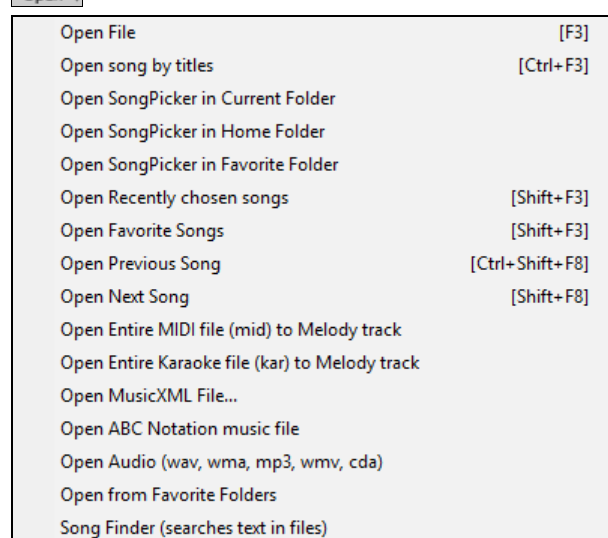 Open File [F3]
Open song by titles [Ctrl+F3]
Open SongPicker in Current Folder
Open SongPicker in Home Folder
Open SongPicker in Favorite Folder
Open Recently chosen songs [Shift+F3]
Open Favorite Songs [Shift+F3]
Open Previous Song [Ctrl+Shift+F8]
Open Next Song [Shift+F8]
Open Entire MIDI file (mid) to Melody track
Open Entire Karaoke file (kar) to Melody track
Open MusicXML File...
Open ABC Notation music file
Open Audio (wav, wma, mp3, wmv, cda)
Open from Favorite Folders
Song Finder (searches text in files)